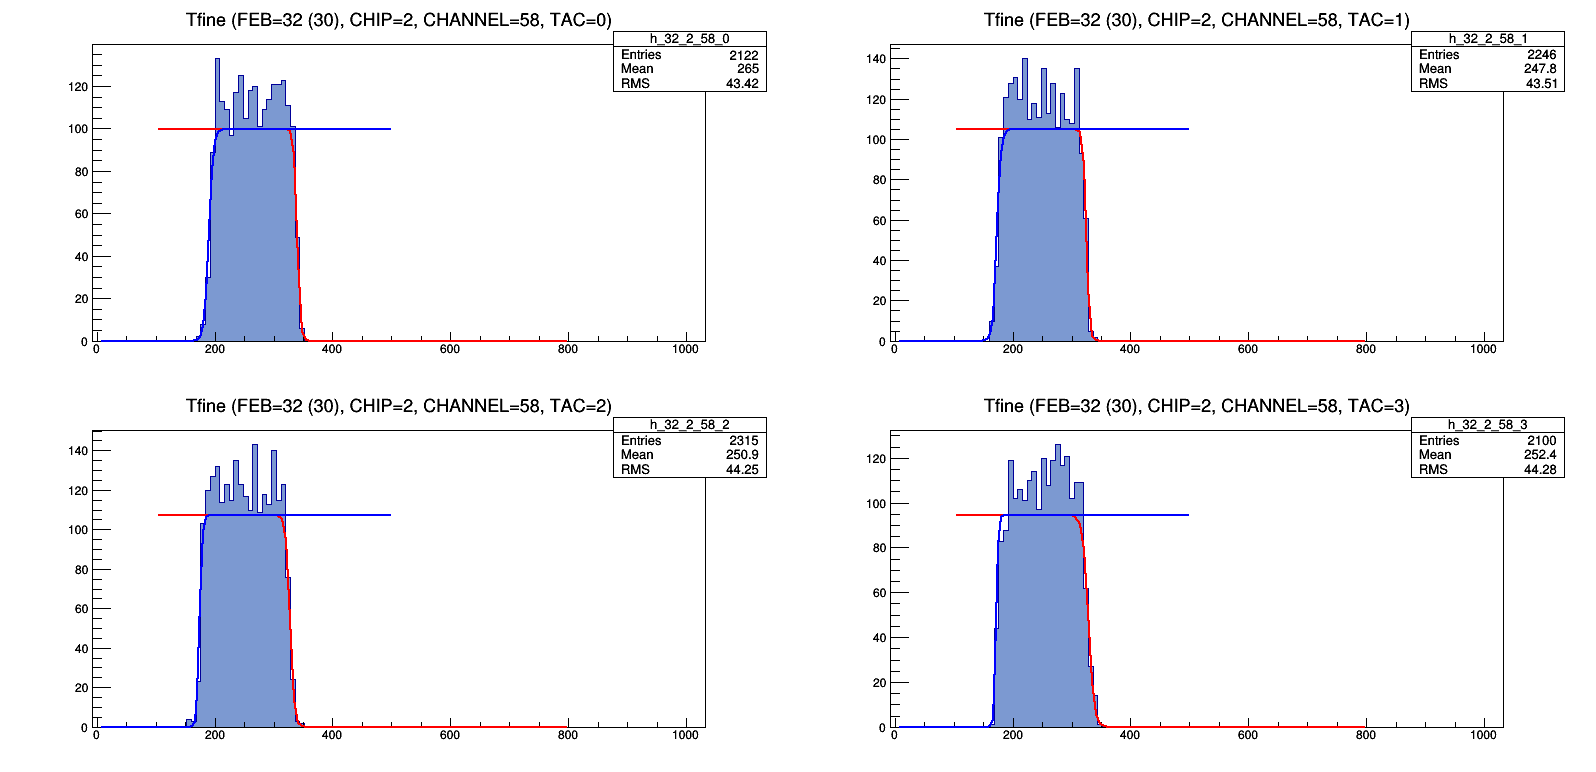 Tfine (FEB=32 (30), CHIP=2, CHANNEL=58, TAC=0)
h_32_2_58_0
Entries 2122
Mean 265
RMS 43.42
120
100
80
60
40
20
0
0 200 400 600 800 1000
Tfine (FEB=32 (30), CHIP=2, CHANNEL=58, TAC=1)
h_32_2_58_1
Entries 2246
Mean 247.8
RMS 43.51
140
120
100
80
60
40
20
0
0 200 400 600 800 1000
Tfine (FEB=32 (30), CHIP=2, CHANNEL=58, TAC=2)
h_32_2_58_2
Entries 2315
Mean 250.9
RMS 44.25
140
120
100
80
60
40
20
0
0 200 400 600 800 1000
Tfine (FEB=32 (30), CHIP=2, CHANNEL=58, TAC=3)
h_32_2_58_3
Entries 2100
Mean 252.4
RMS 44.28
120
100
80
60
40
20
0
0 200 400 600 800 1000